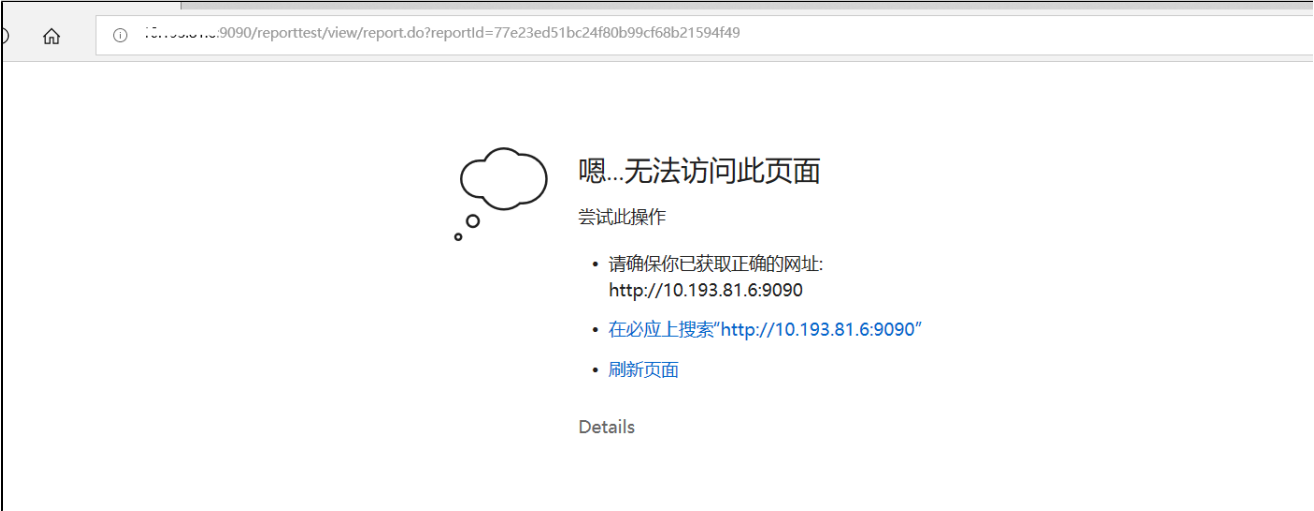 :9090/reporttest/view/report.do?reportId=77e23ed51bc24f80b99cf68b21594f49
嗯...无法访问此页面
尝试此操作
• 请确保你已获取正确的网址:
http://10.193.81.6:9090
• 在必应上搜索"http://10.193.81.6:9090"
• 刷新页面
Details